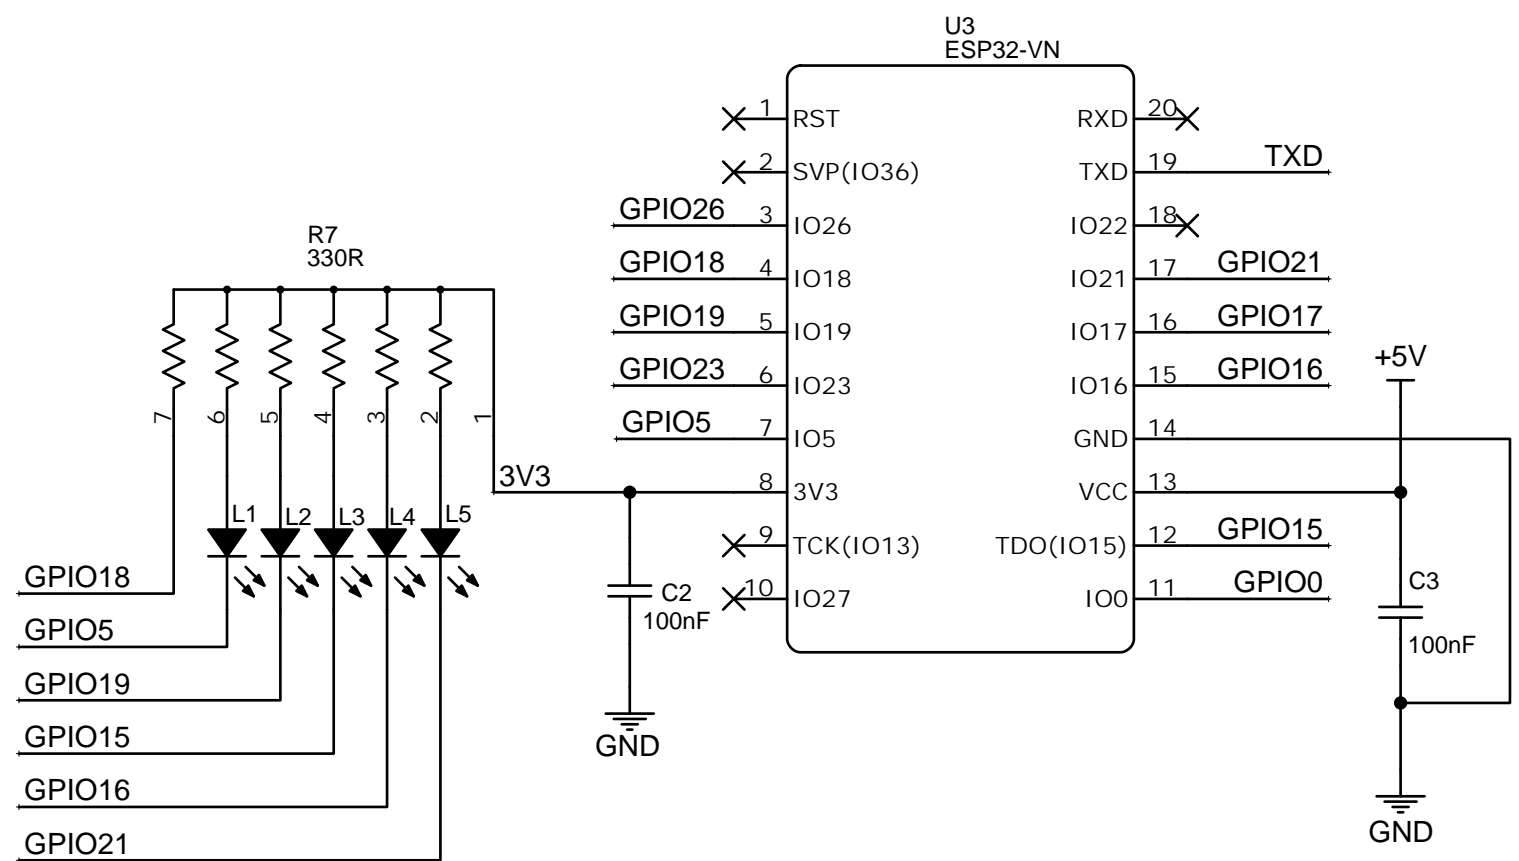 U3
ESP32-VN
1 RST RXD 20
2 SVP(IO36) TXD 19 TXD
GPIO26 3 IO26 IO22 18
R7
330R
GPIO18 4 IO18 IO21 17 GPIO21
GPIO19 5 IO19 IO17 16 GPIO17
+5V
GPIO23 6 IO23 IO16 15 GPIO16
7 6 5 4 3 2 1
GPIO5 7 IO5 GND 14
3V3 8 3V3 VCC 13
L1 L2 L3 L4 L5
9 TCK(IO13) TDO(IO15) 12 GPIO15
GPIO18
10 IO27 IO0 11 GPIO0
C2
100nF
C3
100nF
GPIO5
GPIO19
GPIO15
GND
GPIO16
GPIO21
GND